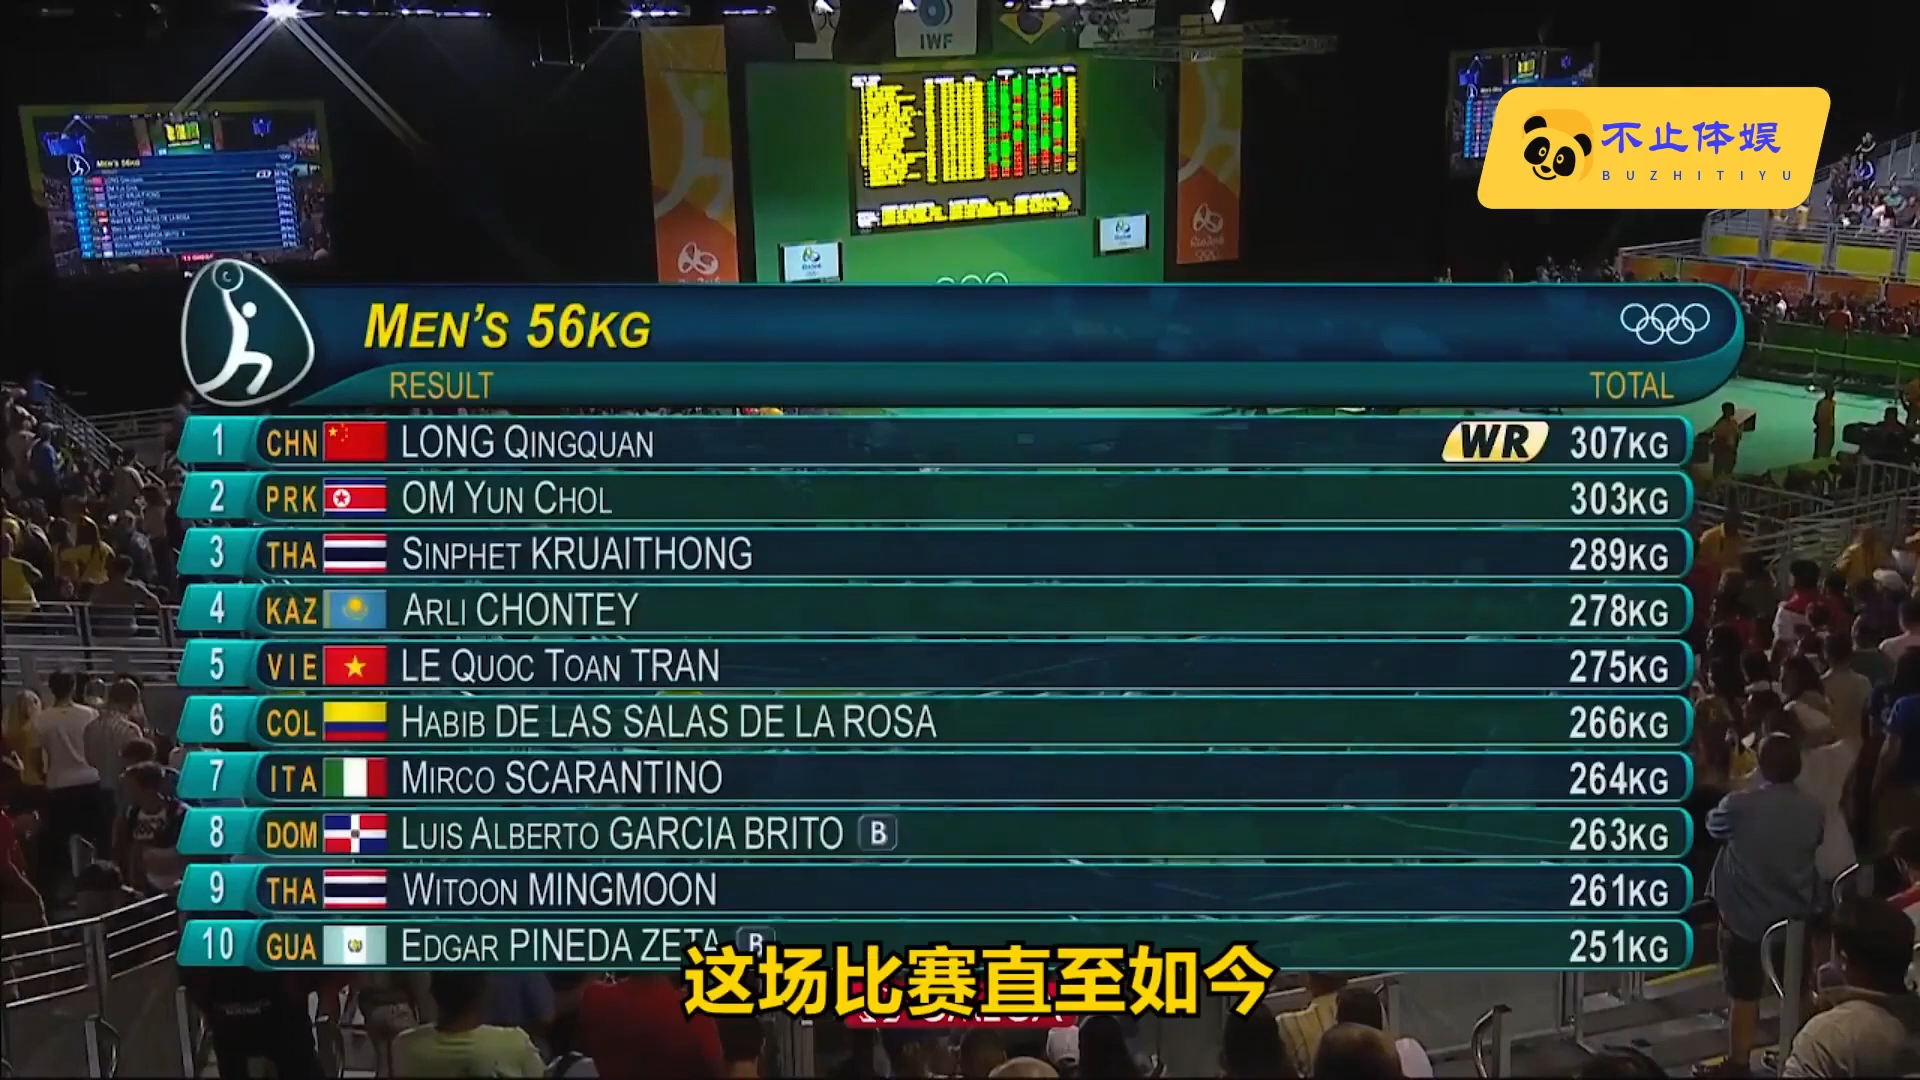 IWF
不止体娱
BUZHITIYU
MEN'S 56KG
RESULT TOTAL
1 CHN LONG QINGQUAN WR 307KG
2 PRK OM YUN CHOL 303KG
3 THA SINPHET KRUAITHONG 289KG
4 KAZ ARLI CHONTEY 278KG
5 VIE LE QUOC TOAN TRAN 275KG
6 COL HABIB DE LAS SALAS DE LA ROSA 266KG
7 ITA MIRCO SCARANTINO 264KG
8 DOM LUIS ALBERTO GARCIA BRITO B 263KG
9 THA WITOON MINGMOON 261KG
10 GUA EDGAR PINEDA ZETA B 251KG
这场比赛直至如今